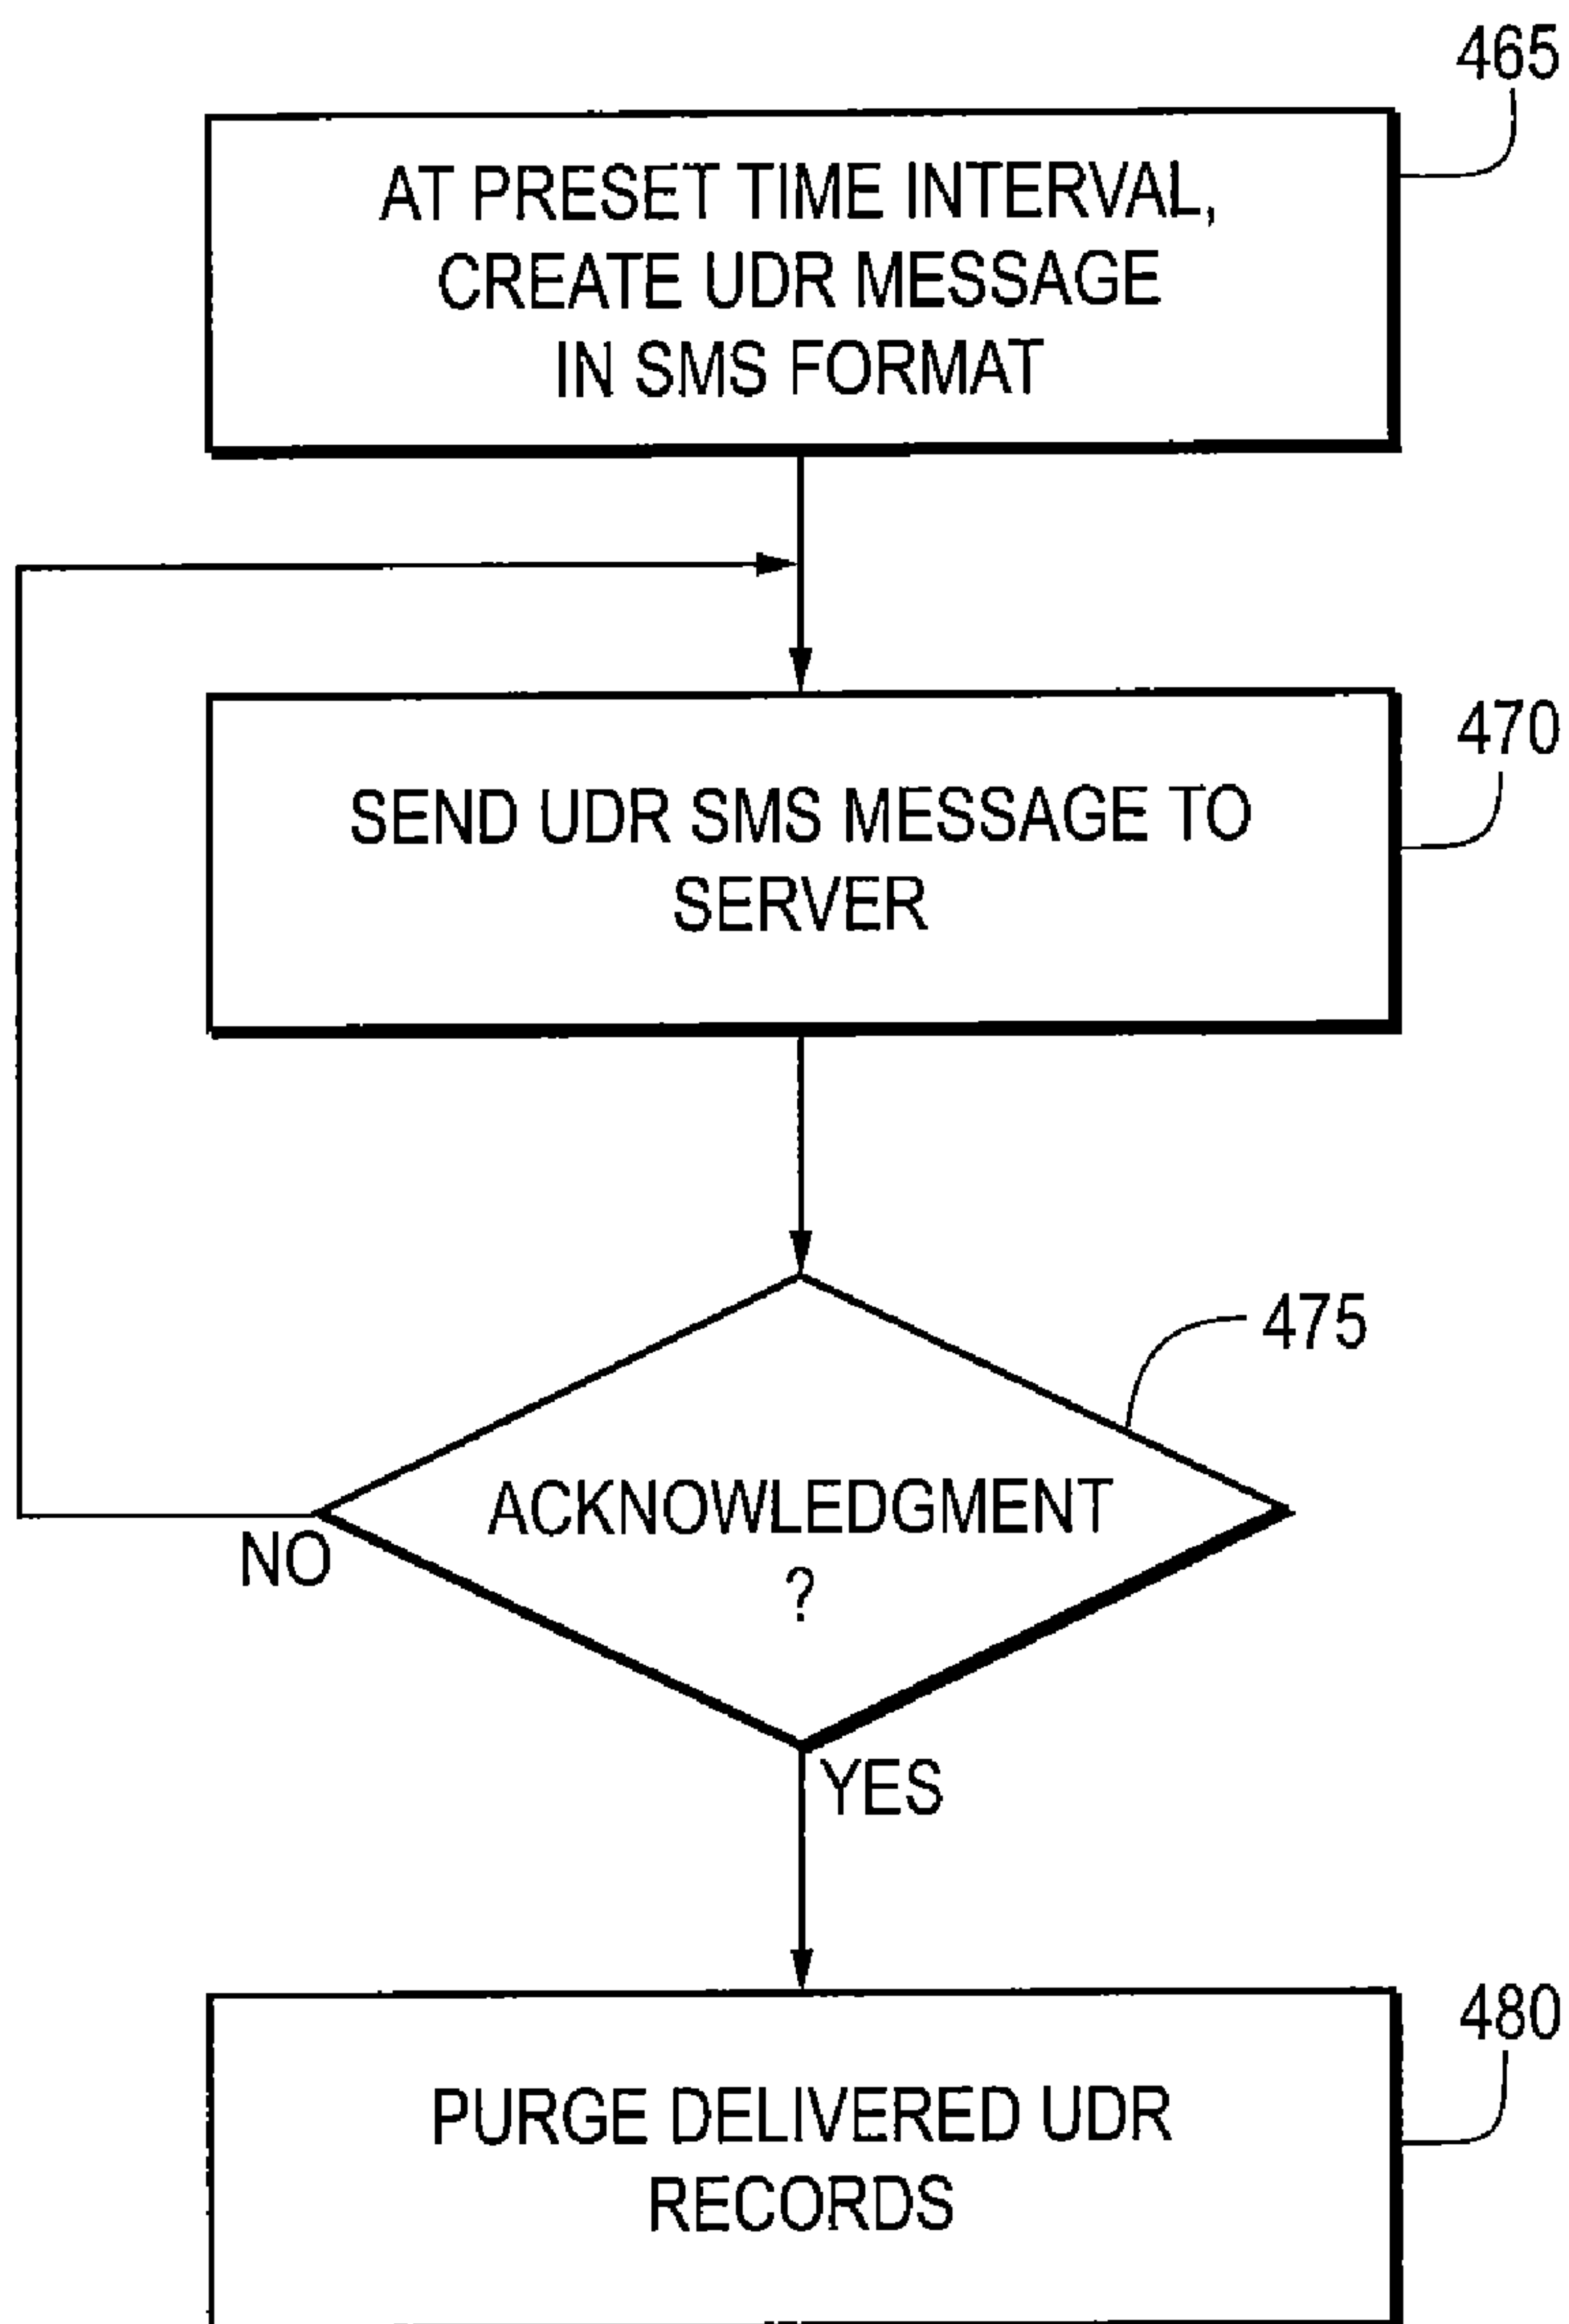 465
AT PRESET TIME INTERVAL,
CREATE UDR MESSAGE
IN SMS FORMAT
470
SEND UDR SMS MESSAGE TO
SERVER
475
ACKNOWLEDGMENT
?
NO
YES
480
PURGE DELIVERED UDR
RECORDS